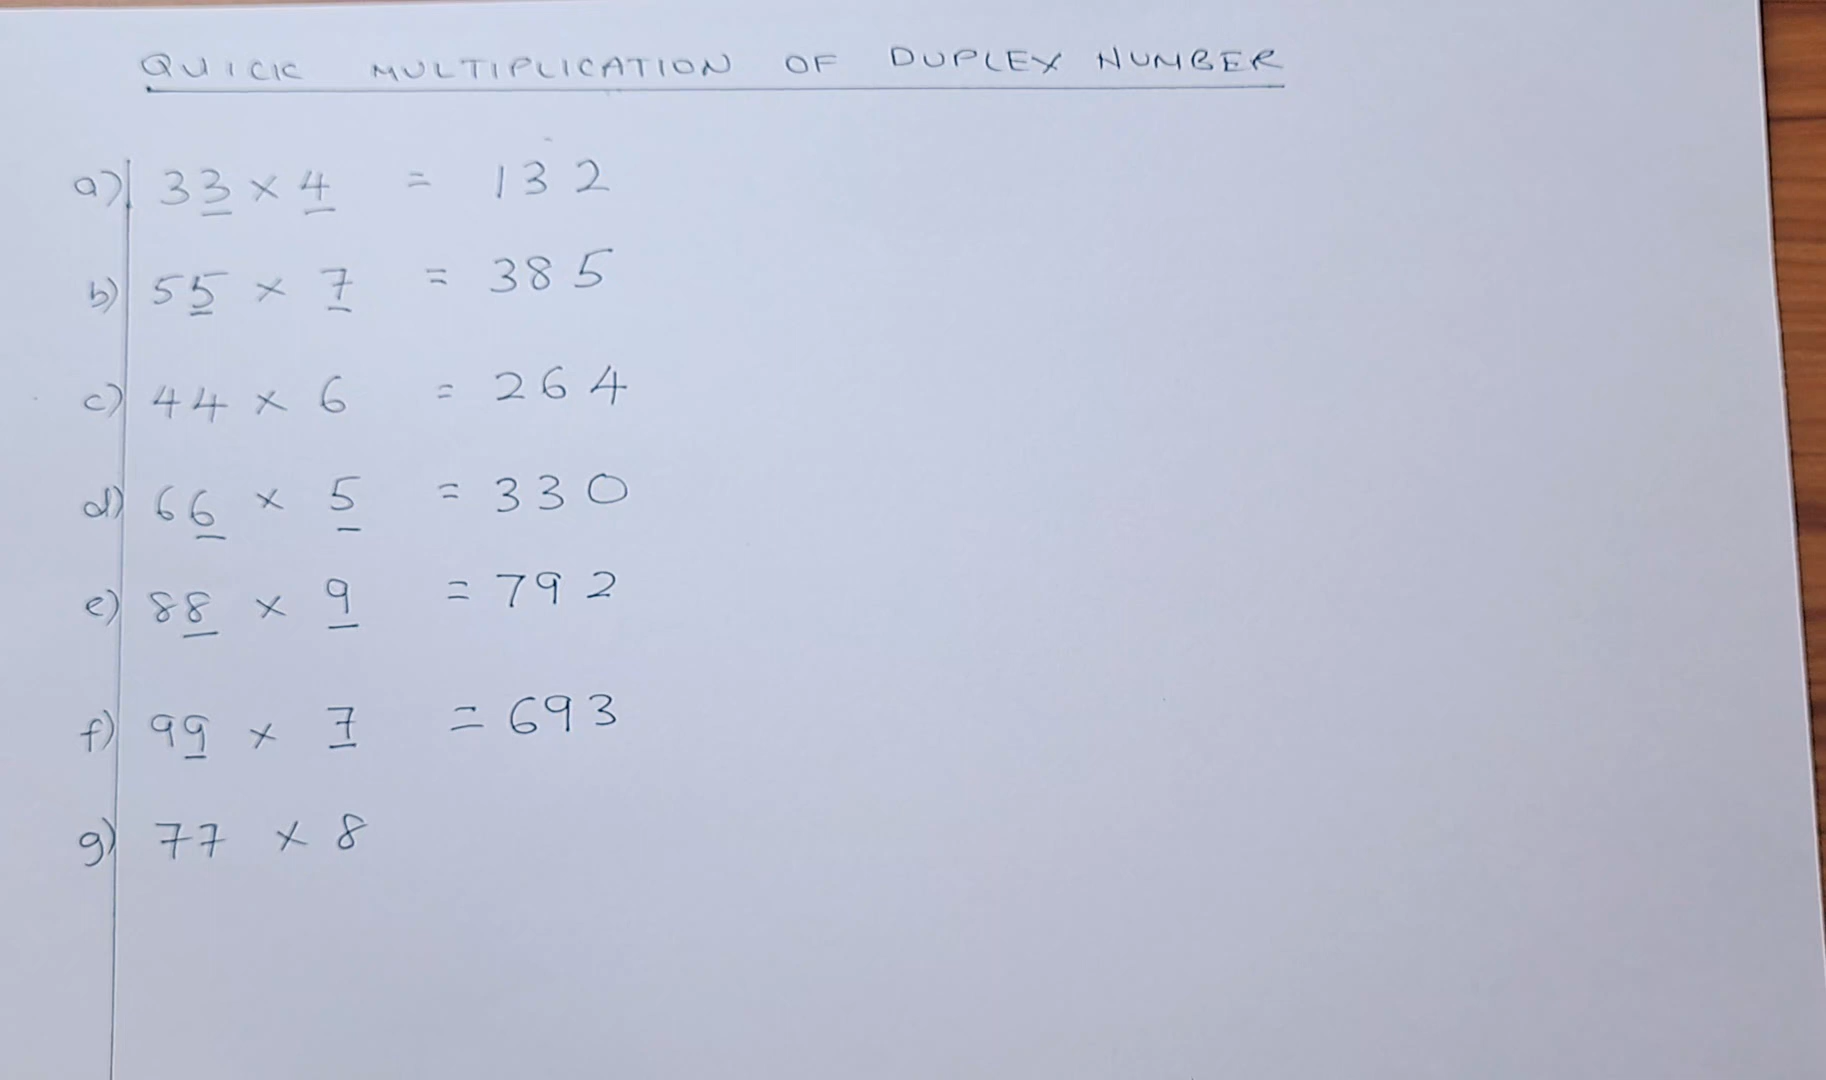 QUICK MULTIPLICATION OF DUPLEX NUMBER
a) 33 × 4 = 132
b) 55 × 7 = 385
c) 44 × 6 = 264
d) 66 × 5 = 330
e) 88 × 9 = 792
f) 99 × 7 = 693
g) 77 × 8